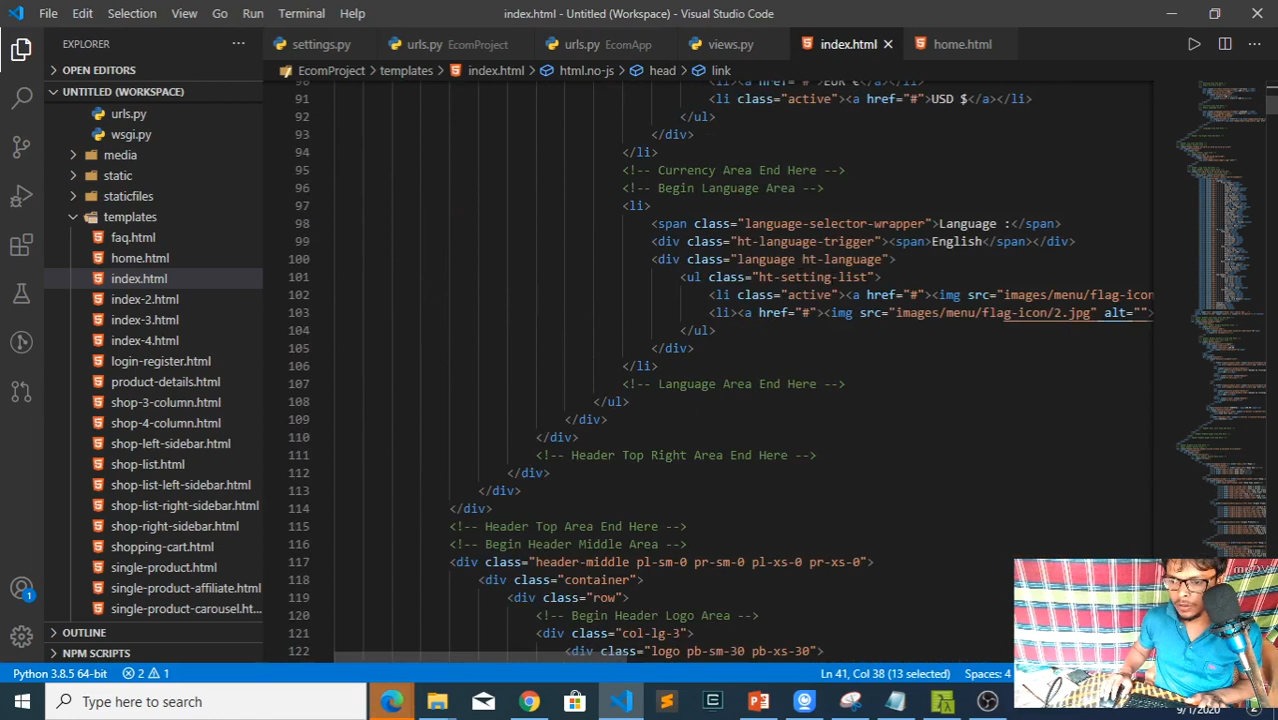 File Edit Selection View Go Run Terminal Help index.html - Untitled (Workspace) - Visual Studio Code
EXPLORER
settings.py urls.py EcomProject urls.py EcomApp views.py index.html home.html
OPEN EDITORS
EcomProject > templates > index.html > html.no-js > head > link
UNTITLED (WORKSPACE)
urls.py
wsgi.py
media
static
staticfiles
templates
faq.html
home.html
index.html
index-2.html
index-3.html
index-4.html
login-register.html
product-details.html
shop-3-column.html
shop-4-column.html
shop-left-sidebar.html
shop-list.html
shop-list-left-sidebar.html
shop-list-right-sidebar.html
shop-right-sidebar.html
shopping-cart.html
single-product.html
single-product-affiliate.html
single-product-carousel.ht...
OUTLINE
NPM SCRIPTS
90 <li><a href="#">EUR €</a></li>
91 <li class="active"><a href="#">USD $</a></li>
92 </ul>
93 </div>
94 </li>
95 <!-- Currency Area End Here -->
96 <!-- Begin Language Area -->
97 <li>
98 <span class="language-selector-wrapper">Language :</span>
99 <div class="ht-language-trigger"><span>English</span></div>
100 <div class="language ht-language">
101 <ul class="ht-setting-list">
102 <li class="active"><a href="#"><img src="images/menu/flag-icon
103 <li><a href="#"><img src="images/menu/flag-icon/2.jpg" alt="">
104 </ul>
105 </div>
106 </li>
107 <!-- Language Area End Here -->
108 </ul>
109 </div>
110 </div>
111 <!-- Header Top Right Area End Here -->
112 </div>
113 </div>
114 </div>
115 <!-- Header Top Area End Here -->
116 <!-- Begin Header Middle Area -->
117 <div class="header-middle pl-sm-0 pr-sm-0 pl-xs-0 pr-xs-0">
118 <div class="container">
119 <div class="row">
120 <!-- Begin Header Logo Area -->
121 <div class="col-lg-3">
122 <div class="logo pb-sm-30 pb-xs-30">
1
Python 3.8.5 64-bit 2 1 Ln 41, Col 38 (13 selected) Spaces: 4
Type here to search
9/1/2020 2